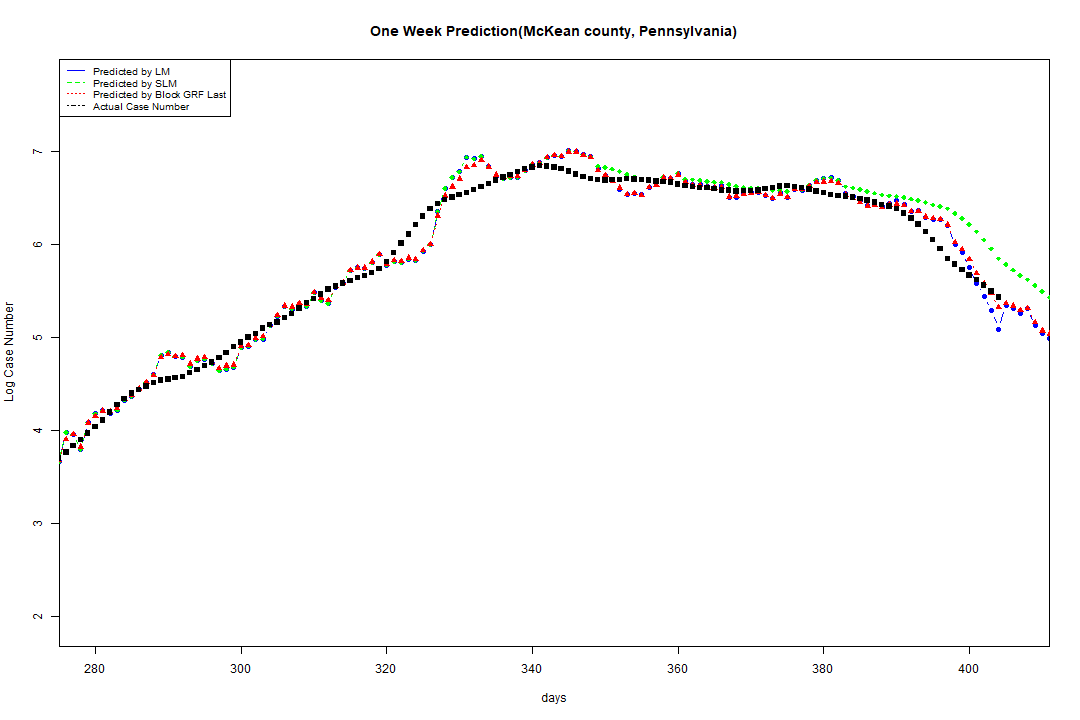 One Week Prediction(McKean county, Pennsylvania)
Predicted by LM
Predicted by SLM
Predicted by Block GRF Last
Actual Case Number
7
6
5
4
3
2
Log Case Number
280 300 320 340 360 380 400
days